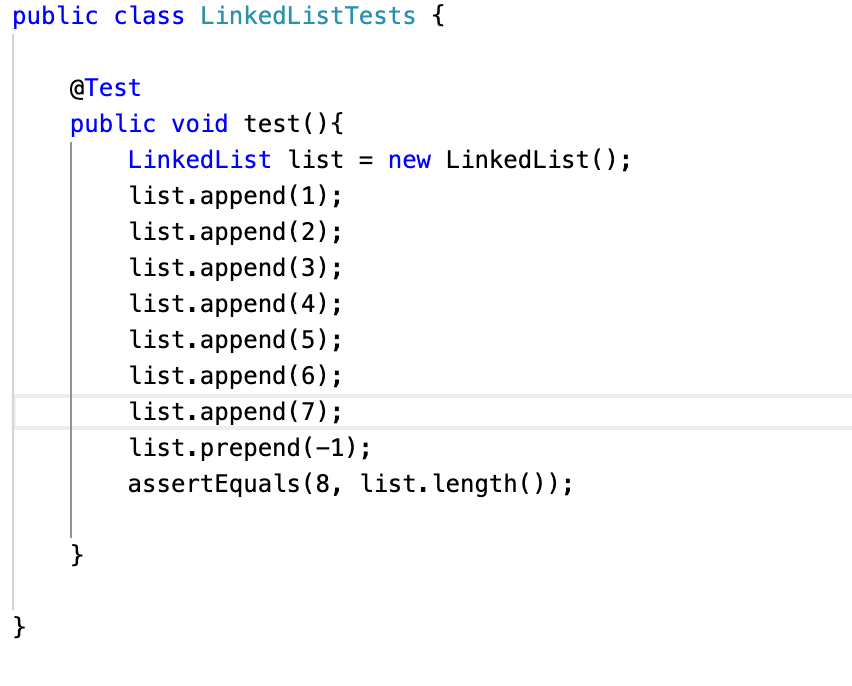 public class LinkedListTests {
@Test
public void test(){
LinkedList list = new LinkedList();
list.append(1);
list.append(2);
list.append(3);
list.append(4);
list.append(5);
list.append(6);
list.append(7);
list.prepend(-1);
assertEquals(8, list.length());
}
}